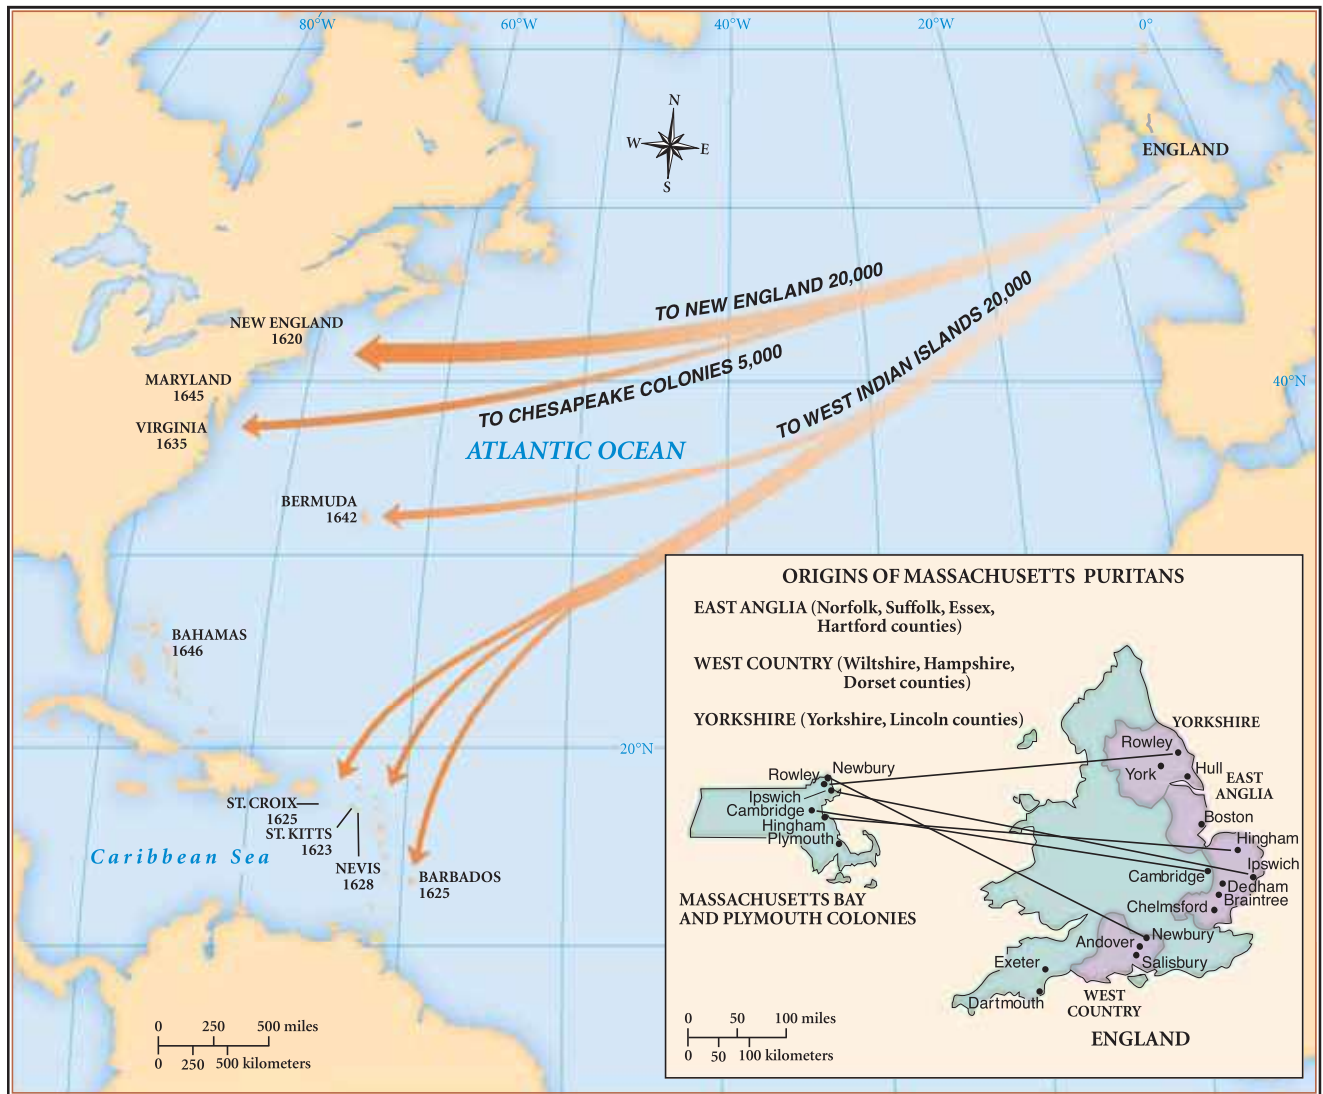 80°W 60°W 40°W 20°W 0°
N
W E
S
ENGLAND
TO NEW ENGLAND 20,000
TO WEST INDIAN ISLANDS 20,000
NEW ENGLAND
1620
TO CHESAPEAKE COLONIES 5,000
MARYLAND
1645
40°N
VIRGINIA
1635
ATLANTIC OCEAN
BERMUDA
1642
BAHAMAS
1646
20°N
ST. CROIX
1625
ST. KITTS
1623
NEVIS
1628
Caribbean Sea
BARBADOS
1625
0 250 500 miles
0 250 500 kilometers
ORIGINS OF MASSACHUSETTS PURITANS
EAST ANGLIA (Norfolk, Suffolk, Essex,
Hartford counties)
WEST COUNTRY (Wiltshire, Hampshire,
Dorset counties)
YORKSHIRE (Yorkshire, Lincoln counties)
Rowley
Newbury
Ipswich
Cambridge
Hingham
Plymouth
MASSACHUSETTS BAY
AND PLYMOUTH COLONIES
YORKSHIRE
Rowley
York
Hull
EAST
ANGLIA
Boston
Hingham
Ipswich
Cambridge
Dedham
Braintree
Chelmsford
Newbury
Andover
Salisbury
Exeter
Dartmouth
WEST
COUNTRY
ENGLAND
0 50 100 miles
0 50 100 kilometers